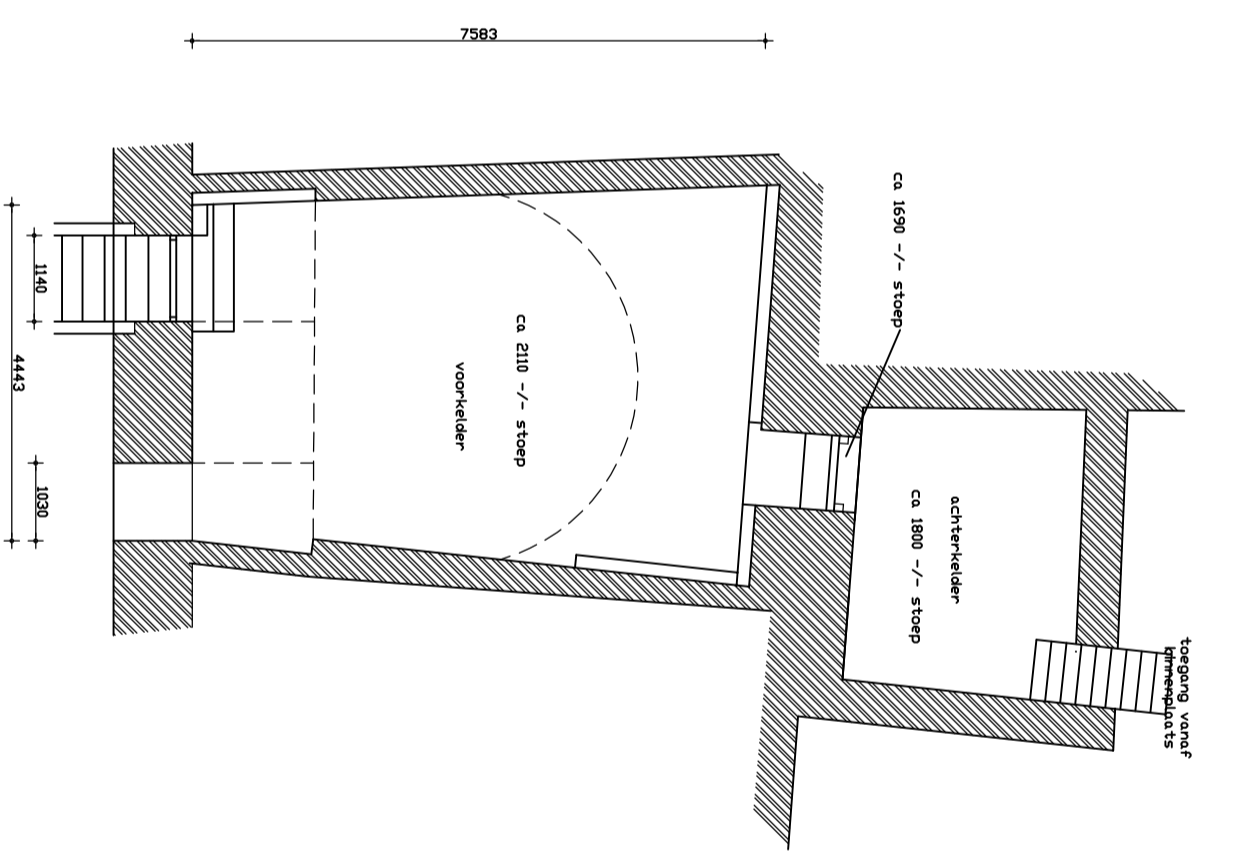 7583
ca 1690 -/- stoep
1140
4443
1030
ca 2110 -/- stoep
voorkelder
achterkelder
ca 1800 -/- stoep
toegang vanaf
binnenplaats